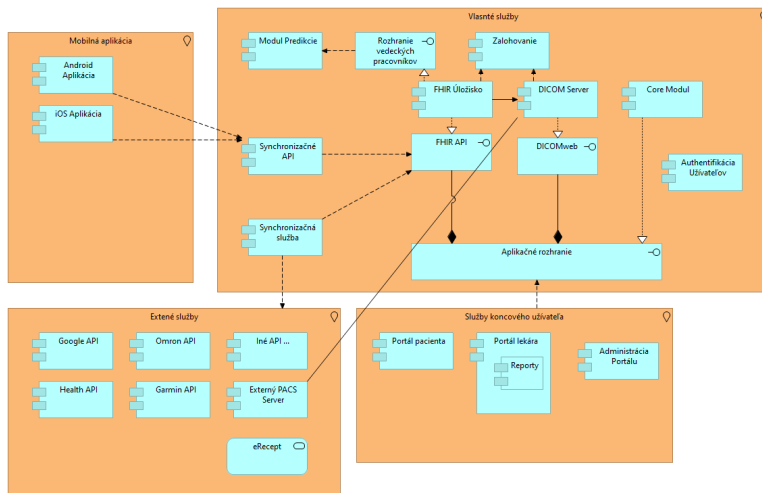 Vlasnté služby
Mobilná aplikácia
Android
Aplikácia
iOS Aplikácia
Modul Predikcie
Rozhranie
vedeckých
pracovníkov
Zalohovanie
FHIR Úložisko
DICOM Server
Core Modul
Synchronizačné
API
FHIR API
DICOMweb
Authentifikácia
Užívateľov
Synchronizačná
služba
Aplikačné rozhranie
Extené služby
Google API
Omron API
Iné API ...
Health API
Garmin API
Externý PACS
Server
eRecept
Služby koncového užívateľa
Portál pacienta
Portál lekára
Reporty
Administrácia
Portálu